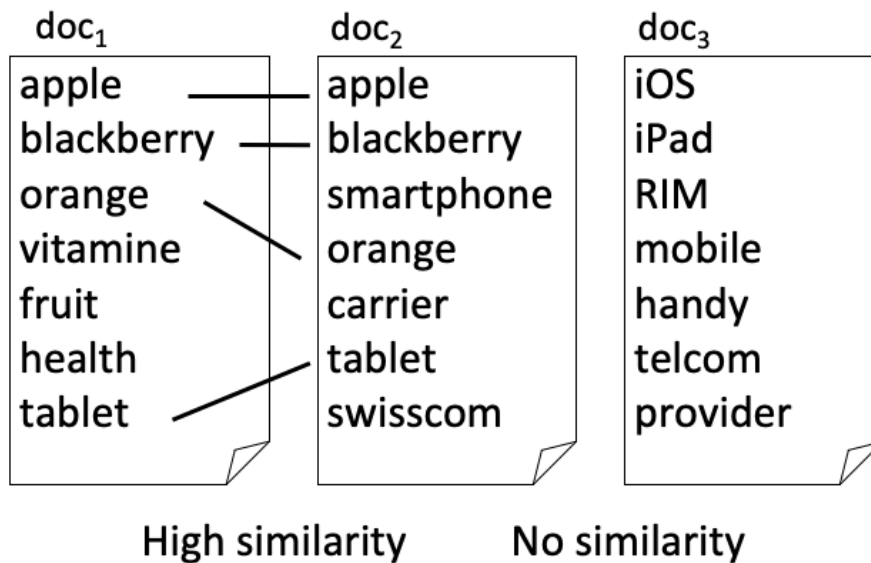 doc₁
apple
blackberry
orange
vitamine
fruit
health
tablet
doc₂
apple
blackberry
smartphone
orange
carrier
tablet
swisscom
doc₃
iOS
iPad
RIM
mobile
handy
telcom
provider
High similarity
No similarity